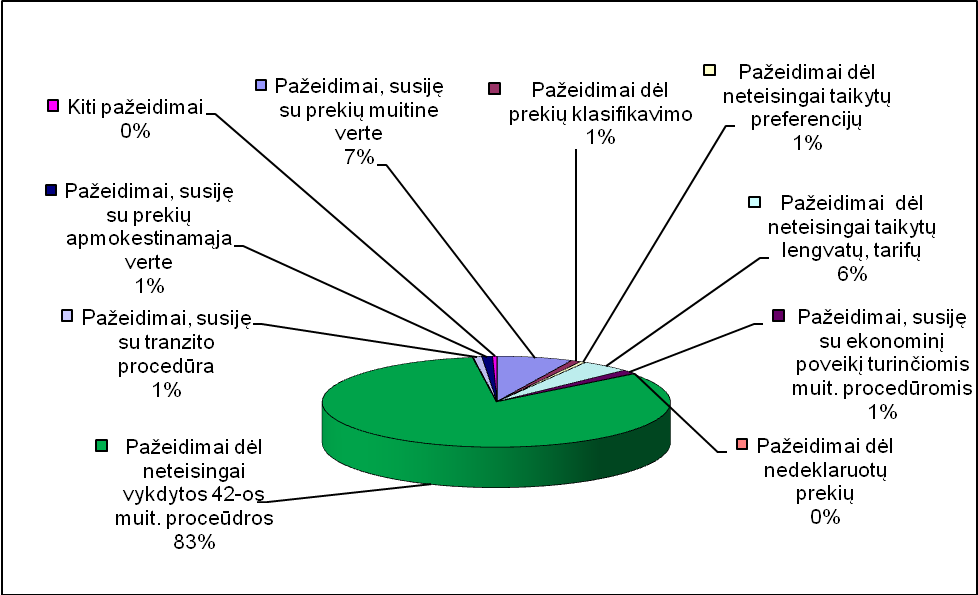 Kiti pažeidimai
0%
Pažeidimai, susiję
su prekių muitine
verte
7%
Pažeidimai dėl
prekių klasifikavimo
1%
Pažeidimai dėl
neteisingai taikytų
preferencijų
1%
Pažeidimai, susiję
su prekių
apmokestinamąja
verte
1%
Pažeidimai  dėl
neteisingai taikytų
lengvatų, tarifų
6%
Pažeidimai, susiję
su tranzito
procedūra
1%
Pažeidimai, susiję
su ekonominį
poveikį turinčiomis
muit. procedūromis
1%
Pažeidimai dėl
neteisingai
vykdytos 42-os
muit. proceūdros
83%
Pažeidimai dėl
nedeklaruotų
prekių
0%